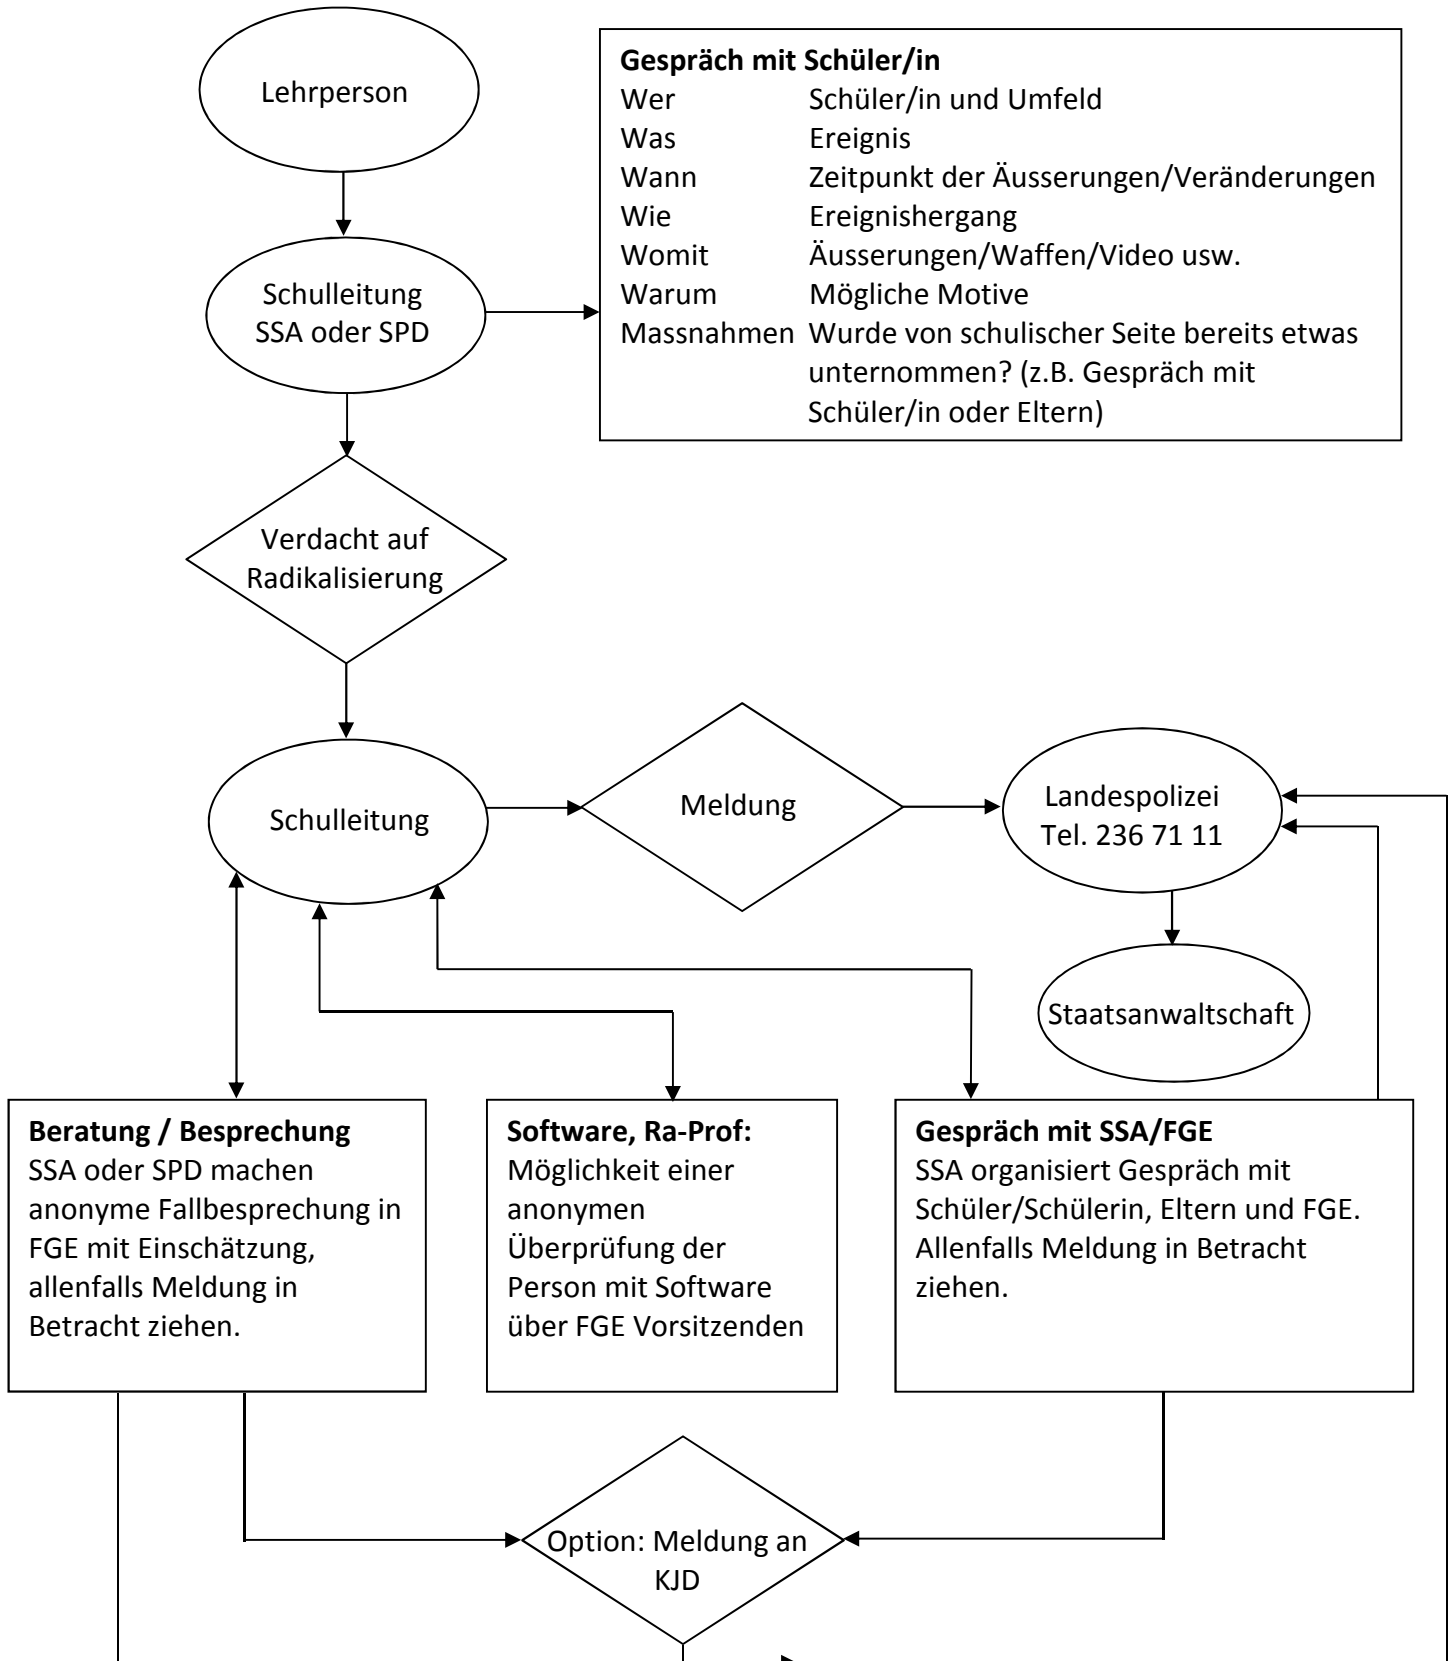 Lehrperson
Gespräch mit Schüler/in
Wer Schüler/in und Umfeld
Was Ereignis
Wann Zeitpunkt der Äusserungen/Veränderungen
Wie Ereignishergang
Womit Äusserungen/Waffen/Video usw.
Warum Mögliche Motive
Massnahmen Wurde von schulischer Seite bereits etwas
unternommen? (z.B. Gespräch mit
Schüler/in oder Eltern)
Schulleitung
SSA oder SPD
Verdacht auf
Radikalisierung
Schulleitung
Meldung
Landespolizei
Tel. 236 71 11
Staatsanwaltschaft
Beratung / Besprechung
SSA oder SPD machen
anonyme Fallbesprechung in
FGE mit Einschätzung,
allenfalls Meldung in
Betracht ziehen.
Software, Ra-Prof:
Möglichkeit einer
anonymen
Überprüfung der
Person mit Software
über FGE Vorsitzenden
Gespräch mit SSA/FGE
SSA organisiert Gespräch mit
Schüler/Schülerin, Eltern und FGE.
Allenfalls Meldung in Betracht
ziehen.
Option: Meldung an
KJD